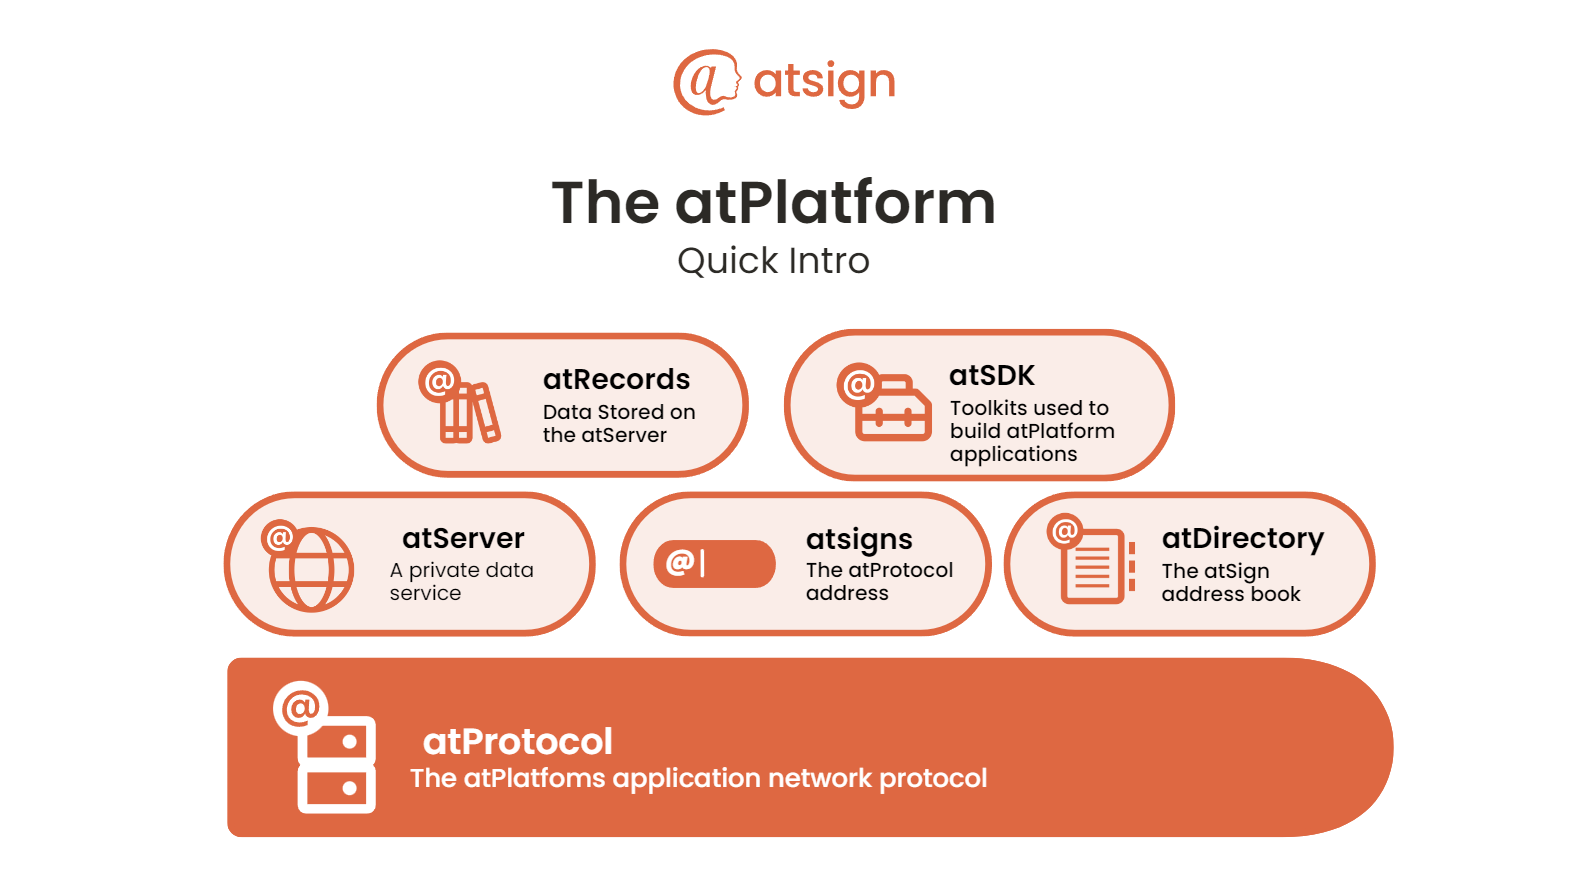 @ atsign
The atPlatform
Quick Intro
@
atRecords
Data Stored on
the atServer
@
atSDK
Toolkits used to
build atPlatform
applications
@
atServer
A private data
service
@|
atsigns
The atProtocol
address
@
atDirectory
The atSign
address book
@
atProtocol
The atPlatfoms application network protocol